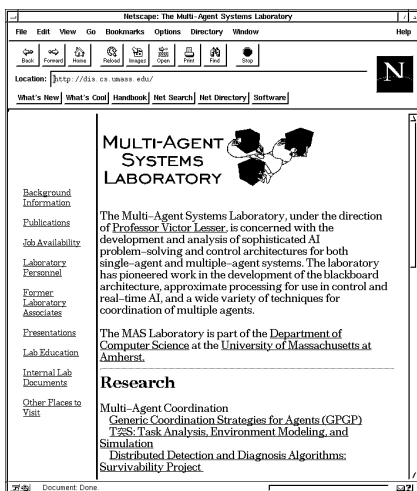 Netscape: The Multi-Agent Systems Laboratory
File Edit View Go Bookmarks Options Directory Window Help
Back Forward Home Reload Images Open Print Find Stop
Location: http://dis.cs.umass.edu/
N
What's New! What's Cool Handbook Net Search Net Directory Software
MULTI-AGENT
SYSTEMS
LABORATORY
Background
Information
Publications
Job Availability
Laboratory
Personnel
Former
Laboratory
Associates
Presentations
Lab Education
Internal Lab
Documents
Other Places to
Visit
The Multi–Agent Systems Laboratory, under the direction
of Professor Victor Lesser, is concerned with the
development and analysis of sophisticated AI
problem–solving and control architectures for both
single–agent and multiple–agent systems. The laboratory
has pioneered work in the development of the blackboard
architecture, approximate processing for use in control and
real–time AI, and a wide variety of techniques for
coordination of multiple agents.
The MAS Laboratory is part of the Department of
Computer Science at the University of Massachusetts at
Amherst.
Research
Multi–Agent Coordination
Generic Coordination Strategies for Agents (GPGP)
T突S: Task Analysis, Environment Modeling, and
Simulation
Distributed Detection and Diagnosis Algorithms:
Survivability Project
Document: Done.